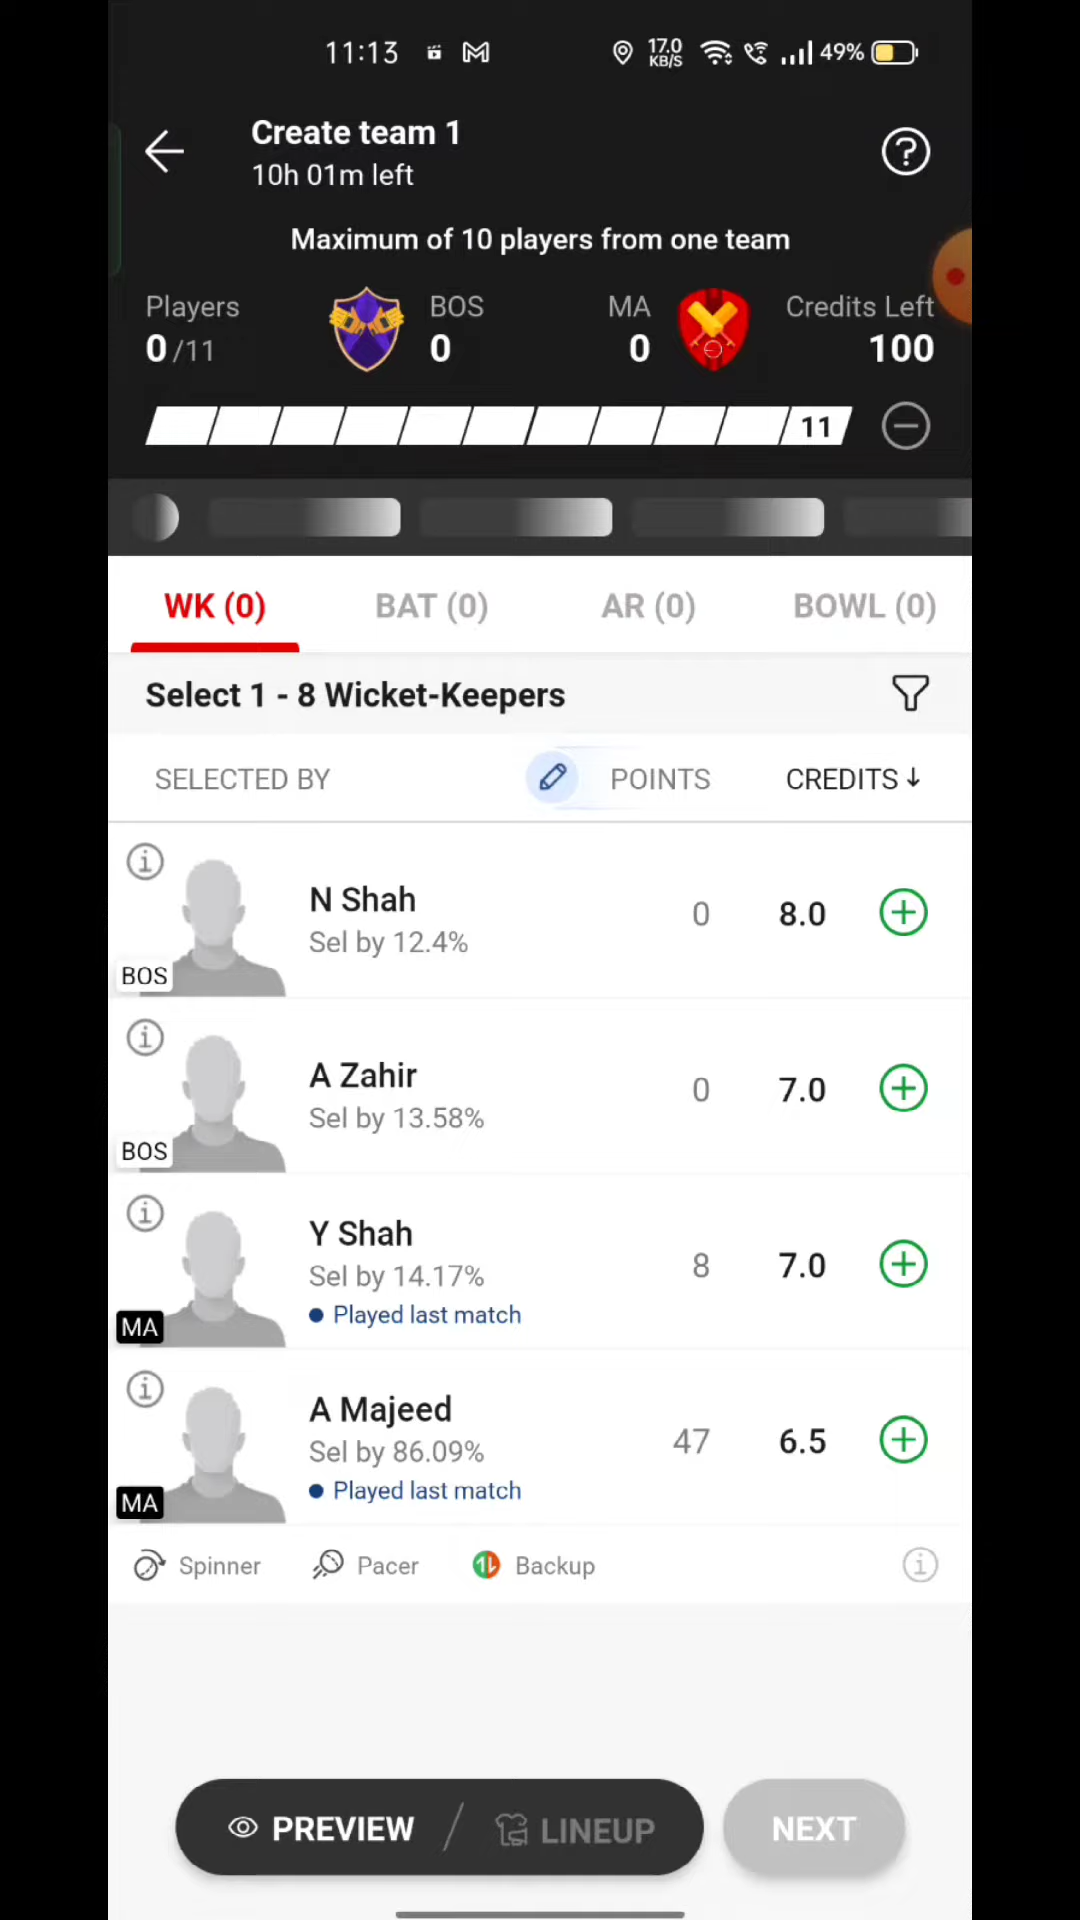 11:13
17.0 KB/S
49%
Create team 1
10h 01m left
Maximum of 10 players from one team
Players
0/11
BOS
0
MA
0
Credits Left
100
11
WK (0)
BAT (0)
AR (0)
BOWL (0)
Select 1 - 8 Wicket-Keepers
SELECTED BY
POINTS
CREDITS↓
N Shah
Sel by 12.4%
BOS
0
8.0
A Zahir
Sel by 13.58%
BOS
0
7.0
Y Shah
Sel by 14.17%
Played last match
MA
8
7.0
A Majeed
Sel by 86.09%
Played last match
MA
47
6.5
Spinner
Pacer
Backup
PREVIEW / LINEUP
NEXT